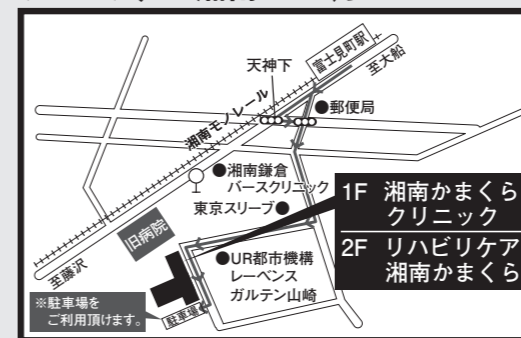 富士見町駅
至大船
天神下
●郵便局
湘南モノレール
●湘南鎌倉
バースクリニック
東京スリーブ●
旧病院
至藤沢
●UR都市機構
レーベンス
ガルテン山崎
1F 湘南かまくら
クリニック
2F リハビリケア
湘南かまくら
※駐車場を
ご利用頂けます。
駐車場